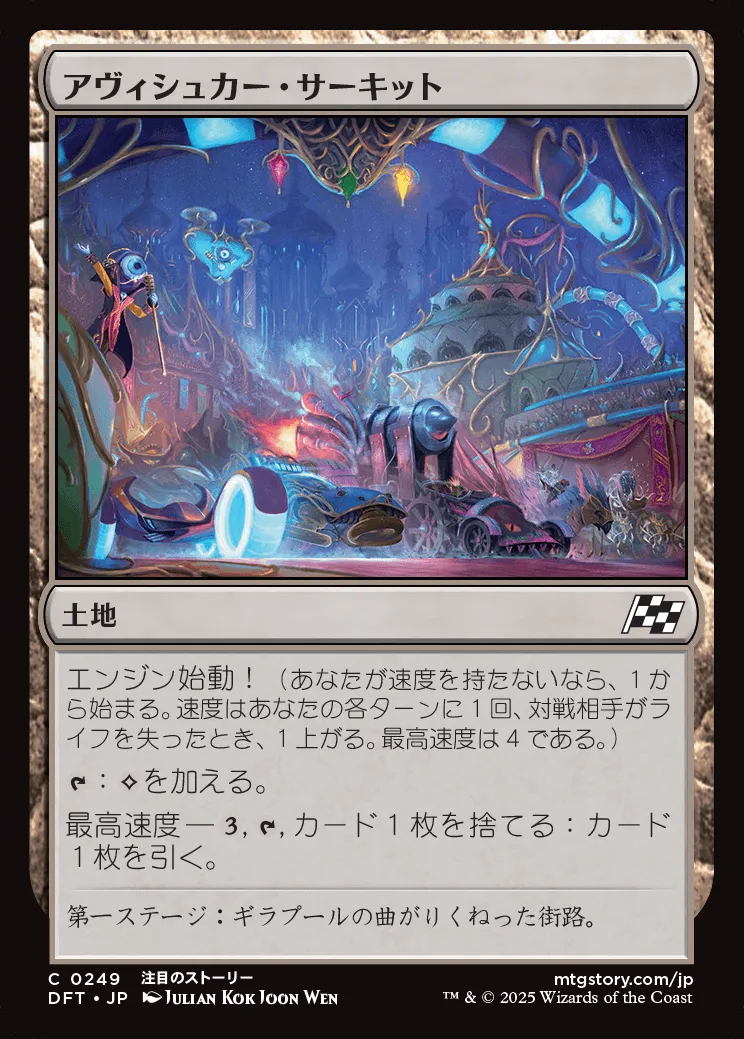 アヴィシュカー・サーキット
土地
エンジン始動！（あなたが速度を持たないなら、１か
ら始まる。速度はあなたの各ターンに１回、対戦相手がラ
イフを失ったとき、１上がる。最高速度は４である。）
：を加える。
最高速度― 3, , カード１枚を捨てる：カード
１枚を引く。
第一ステージ：ギラプールの曲がりくねった街路。
C 0249 注目のストーリー
mtgstory.com/jp
DFT • JP JULIAN KOK JOON WEN
™ & © 2025 Wizards of the Coast